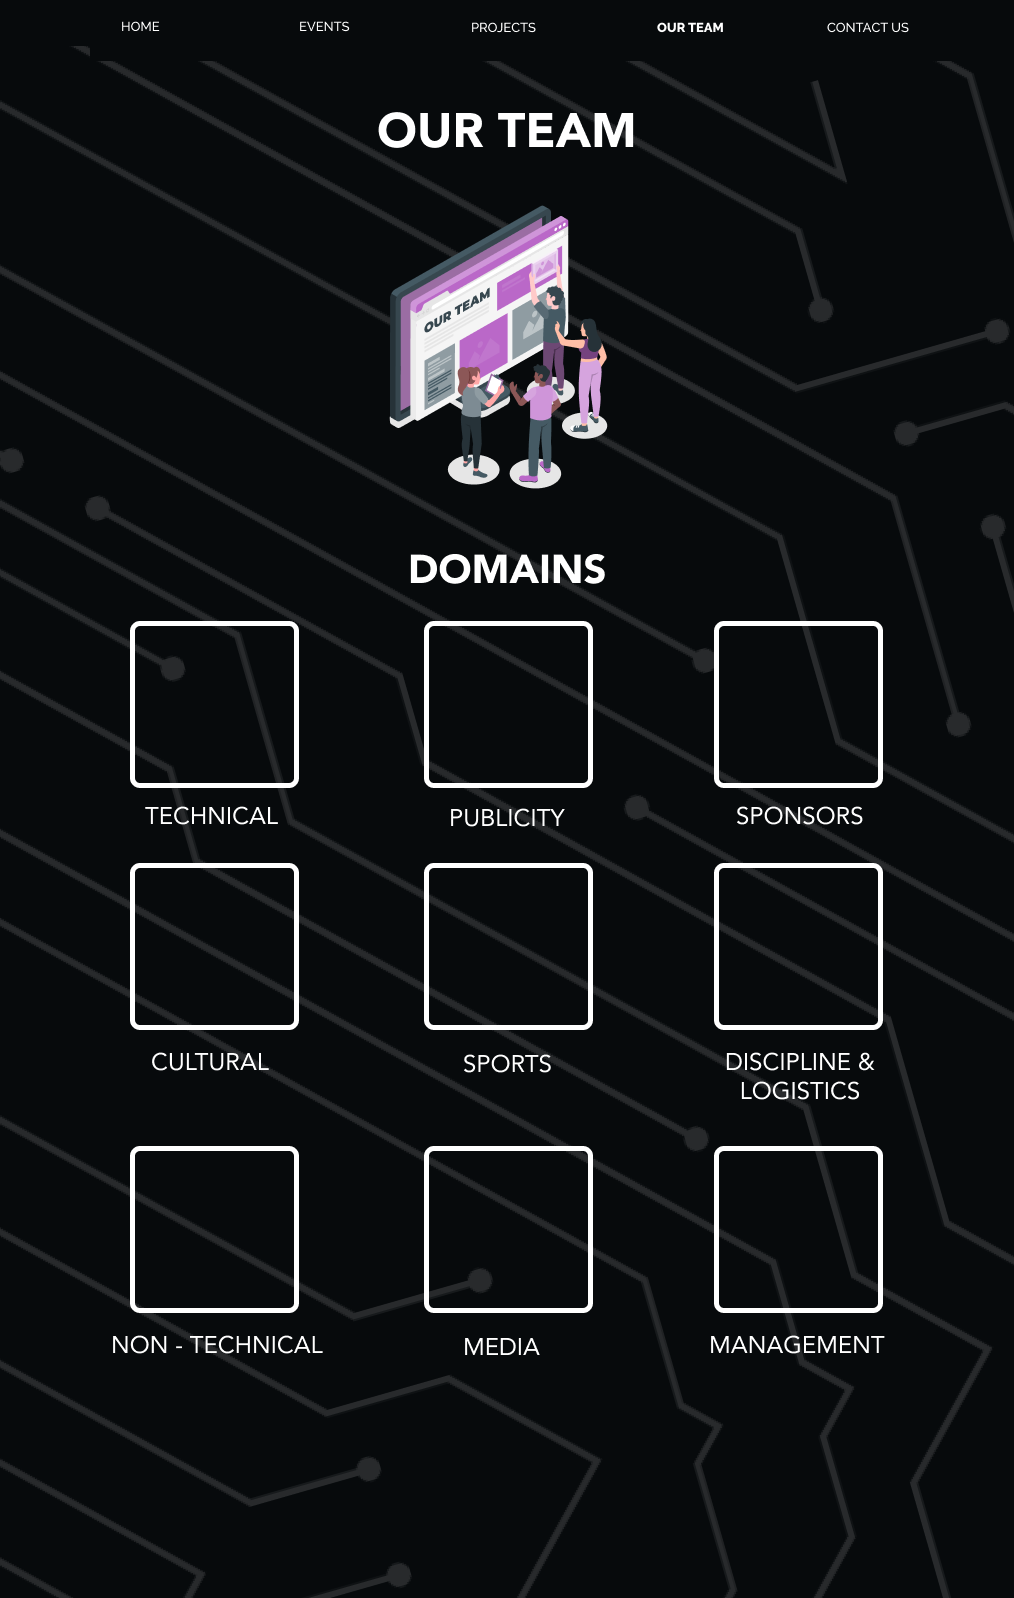 HOME
EVENTS
PROJECTS
OUR TEAM
CONTACT US
OUR TEAM
OUR TEAM
DOMAINS
TECHNICAL
PUBLICITY
SPONSORS
CULTURAL
SPORTS
DISCIPLINE &
LOGISTICS
NON - TECHNICAL
MEDIA
MANAGEMENT